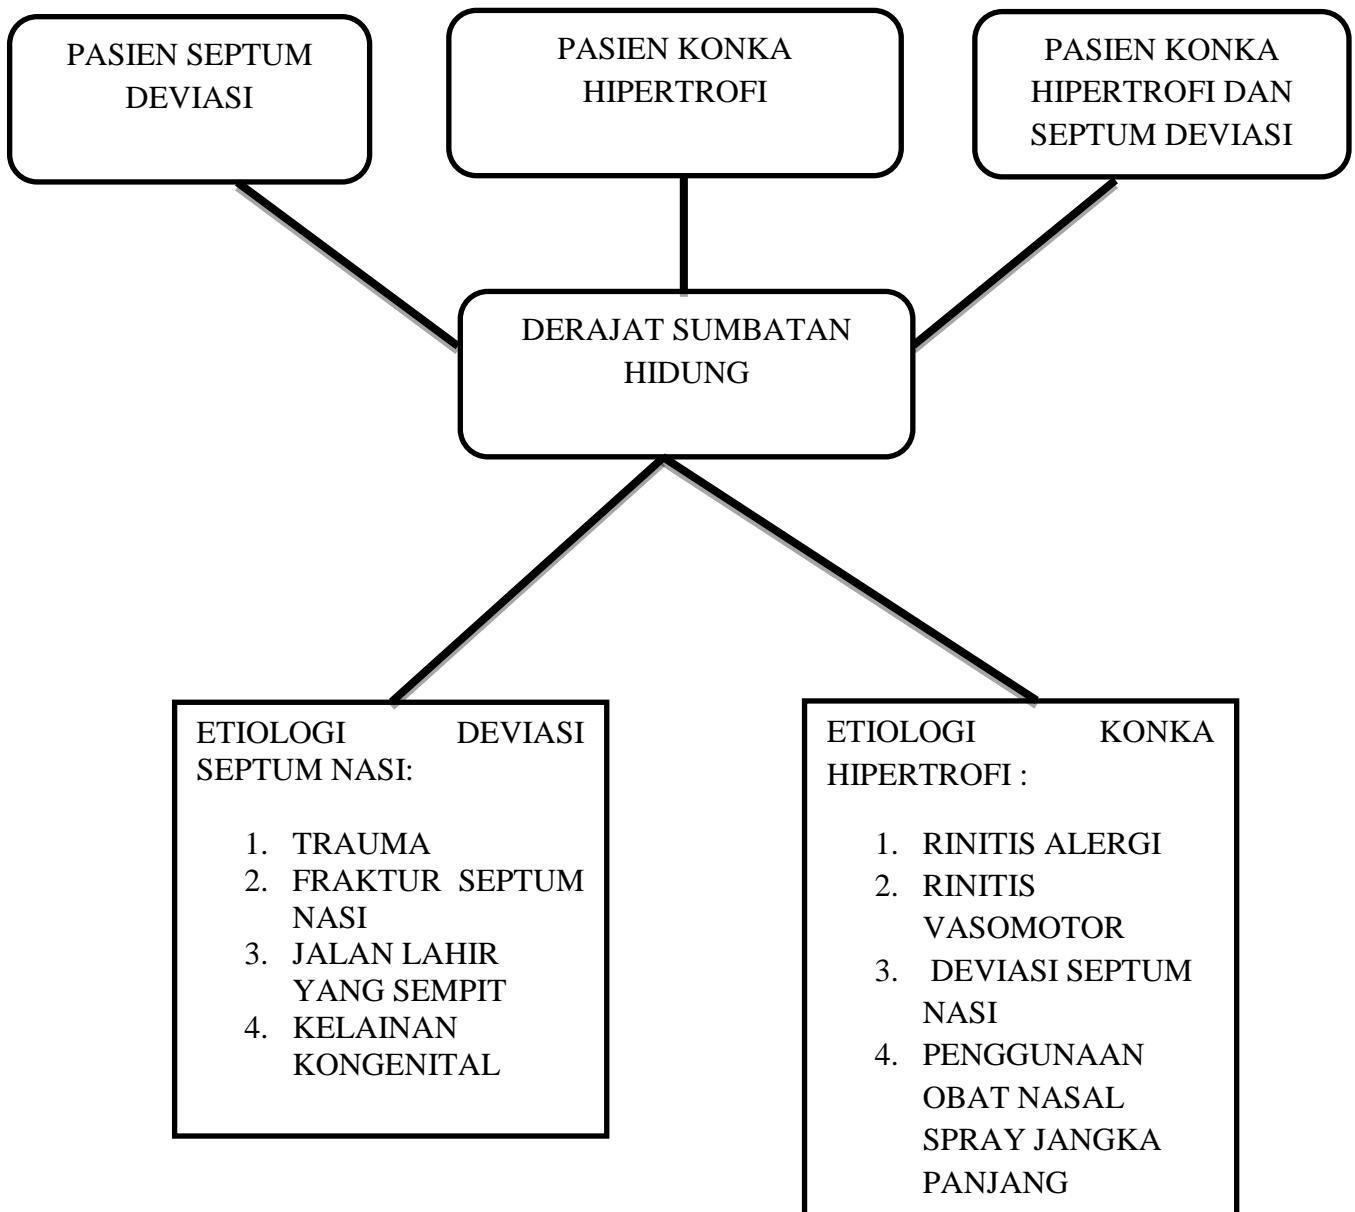 PASIEN SEPTUM
DEVIASI
PASIEN KONKA
HIPERTROFI
PASIEN KONKA
HIPERTROFI DAN
SEPTUM DEVIASI
DERAJAT SUMBATAN
HIDUNG
ETIOLOGI DEVIASI
SEPTUM NASI:
1. TRAUMA
2. FRAKTUR SEPTUM
NASI
3. JALAN LAHIR
YANG SEMPIT
4. KELAINAN
KONGENITAL
ETIOLOGI KONKA
HIPERTROFI :
1. RINITIS ALERGI
2. RINITIS
VASOMOTOR
3. DEVIASI SEPTUM
NASI
4. PENGGUNAAN
OBAT NASAL
SPRAY JANGKA
PANJANG